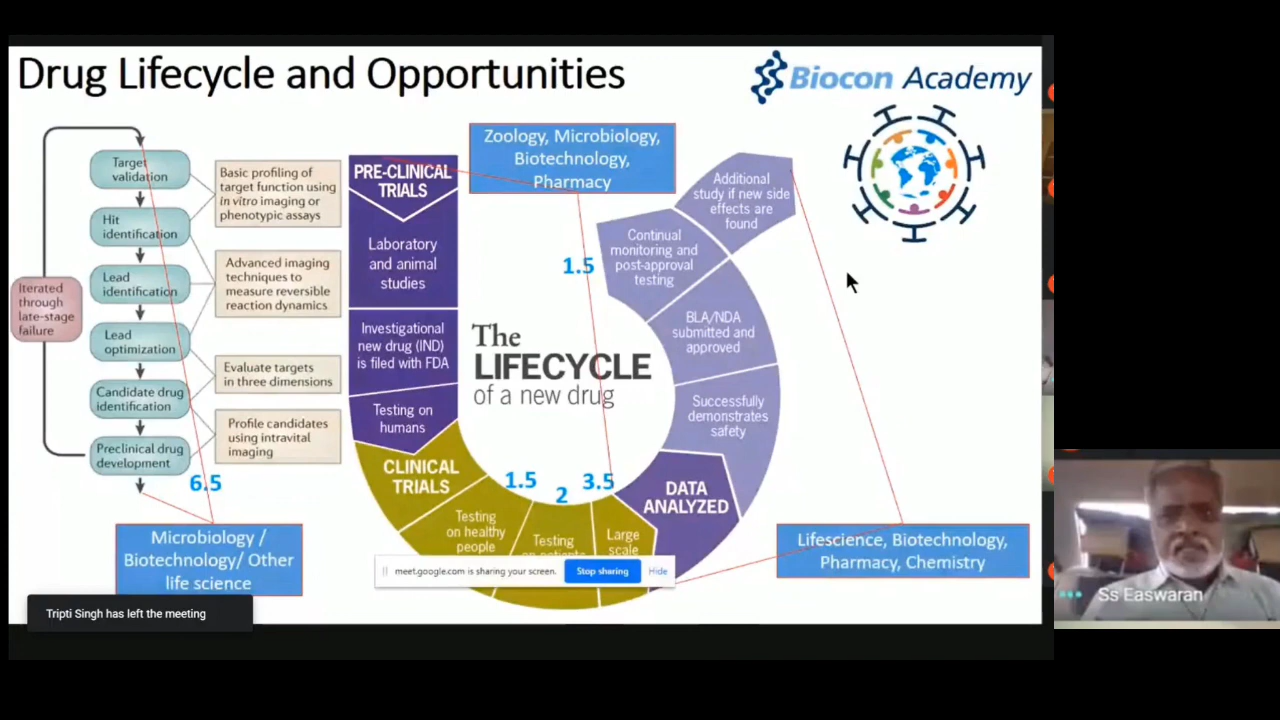 Drug Lifecycle and Opportunities
Biocon Academy
Target
validation
Hit
identification
Lead
identification
Lead
optimization
Candidate drug
identification
Preclinical drug
development
Iterated
through
late-stage
failure
Basic profiling of
target function using
in vitro imaging or
phenotypic assays
Advanced imaging
techniques to
measure reversible
reaction dynamics
Evaluate targets
in three dimensions
Profile candidates
using intravital
imaging
6.5
Microbiology /
Biotechnology/ Other
life science
PRE-CLINICAL
TRIALS
Laboratory
and animal
studies
Investigational
new drug (IND)
is filed with FDA
Testing on
humans
Zoology, Microbiology,
Biotechnology,
Pharmacy
The
LIFECYCLE
of a new drug
CLINICAL
TRIALS
1.5
2
3.5
Testing
on healthy
people
Testing
on patients
Large
scale
DATA
ANALYZED
Successfully
demonstrates
safety
BLA/NDA
submitted and
approved
1.5
Continual
monitoring and
post-approval
testing
Additional
study if new side
effects are
found
Lifescience, Biotechnology,
Pharmacy, Chemistry
meet.google.com is sharing your screen.
Stop sharing
Hide
Tripti Singh has left the meeting
Ss Easwaran